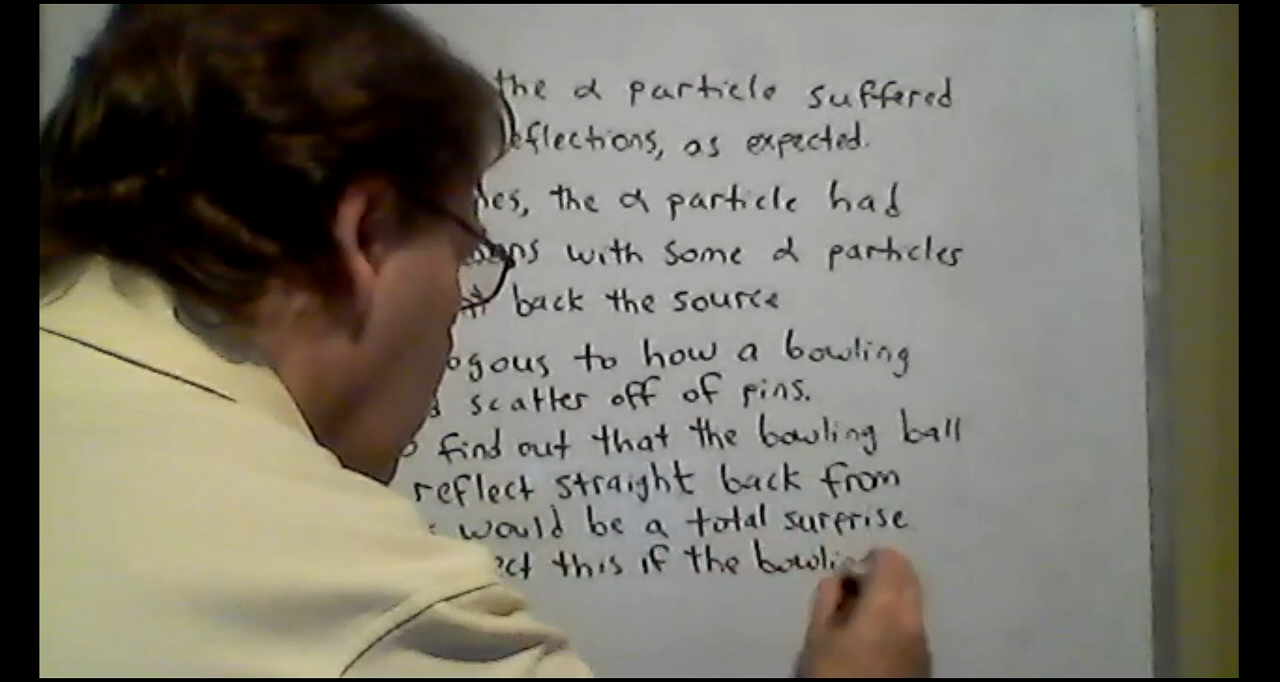 the α particle suffered
eflections, as expected.
es, the α particle had
with some α particles
back the source
ogous to how a bowling
scatter off of pins.
find out that the bowling ball
reflect straight back from
would be a total surprise
ect this if the bowli